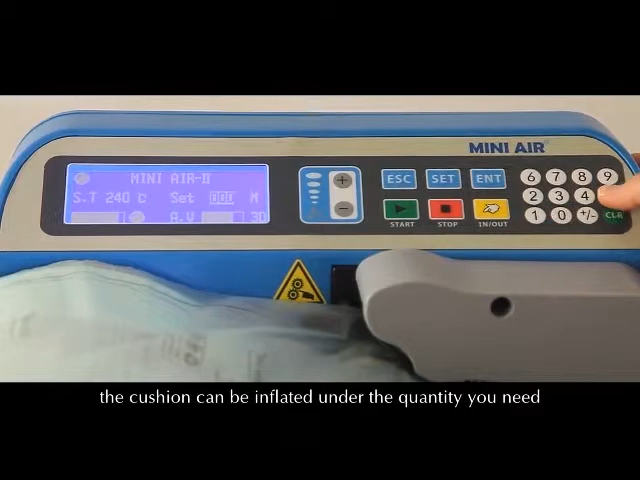 MINI AIR
MINI AIR-II
S.T 240 ℃ Set 000 M
A.V 30
+
−
ESC SET ENT
START STOP IN/OUT
6 7 8 9
2 3 4
1 0 +/- CLR
the cushion can be inflated under the quantity you need